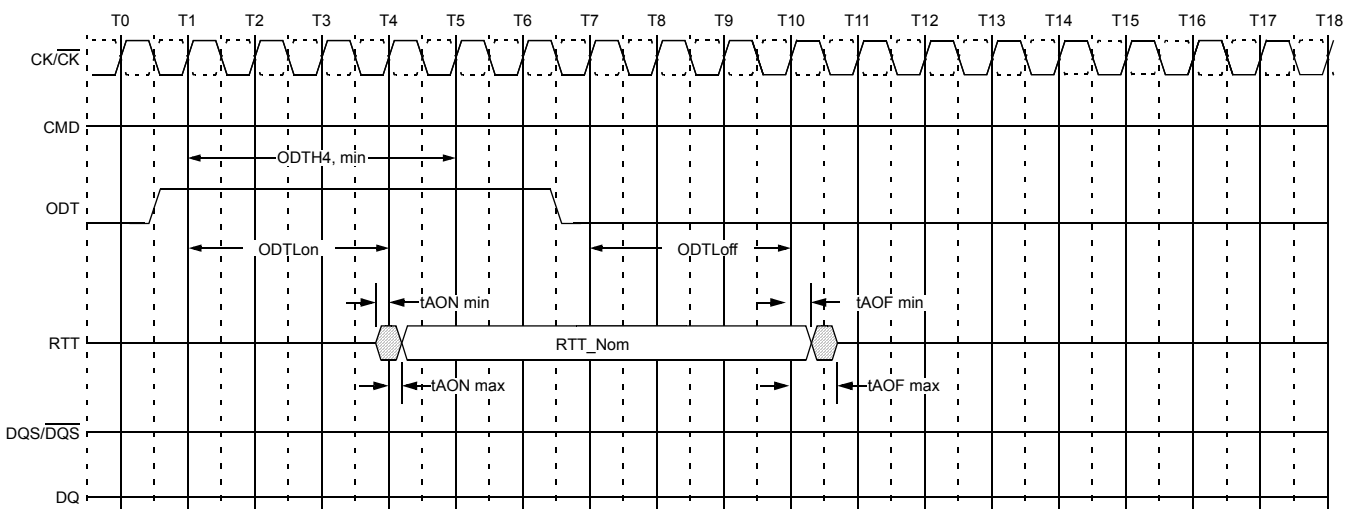 T0 T1 T2 T3 T4 T5 T6 T7 T8 T9 T10 T11 T12 T13 T14 T15 T16 T17 T18
CK/C̅K̅
CMD
ODTH4, min
ODT
ODTLon ODTLoff
tAON min tAOF min
RTT RTT_Nom
tAON max tAOF max
DQS/D̅Q̅S̅
DQ